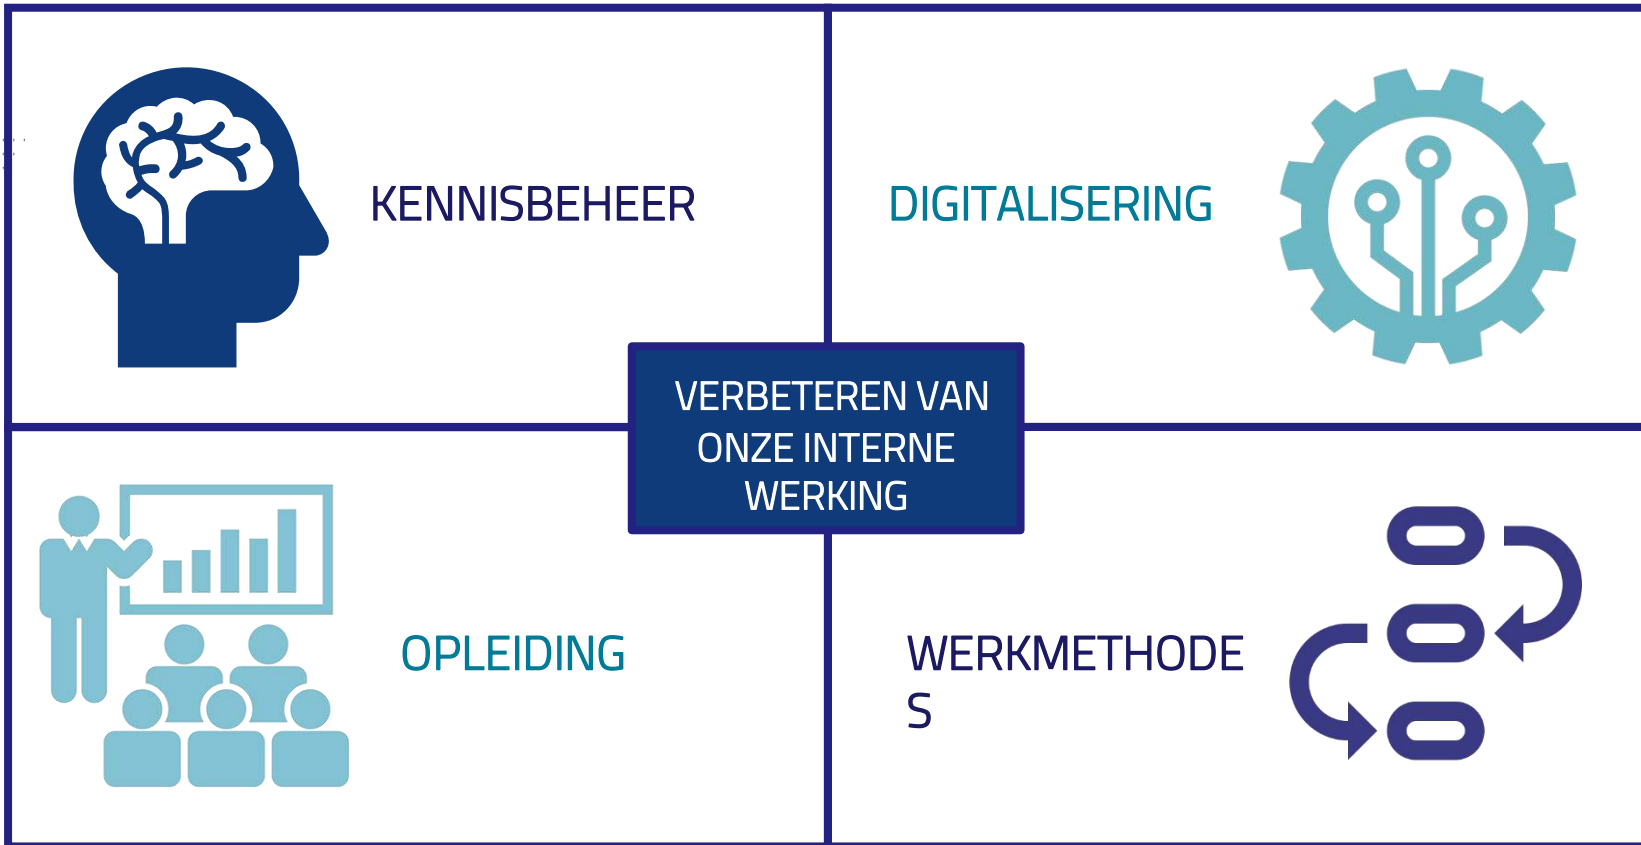 KENNISBEHEER
DIGITALISERING
VERBETEREN VAN
ONZE INTERNE
WERKING
OPLEIDING
WERKMETHODE
S